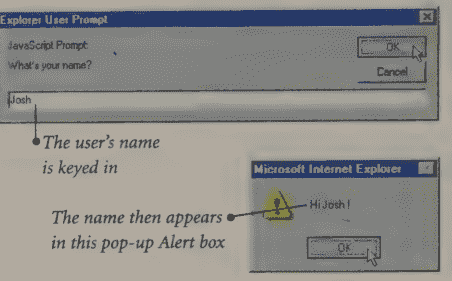 Explorer User Prompt
JavaScript Prompt:
OK
What's your name?
Cancel
Josh
The user's name
is keyed in
Microsoft Internet Explorer
Hi Josh !
The name then appears
in this pop-up Alert box
OK